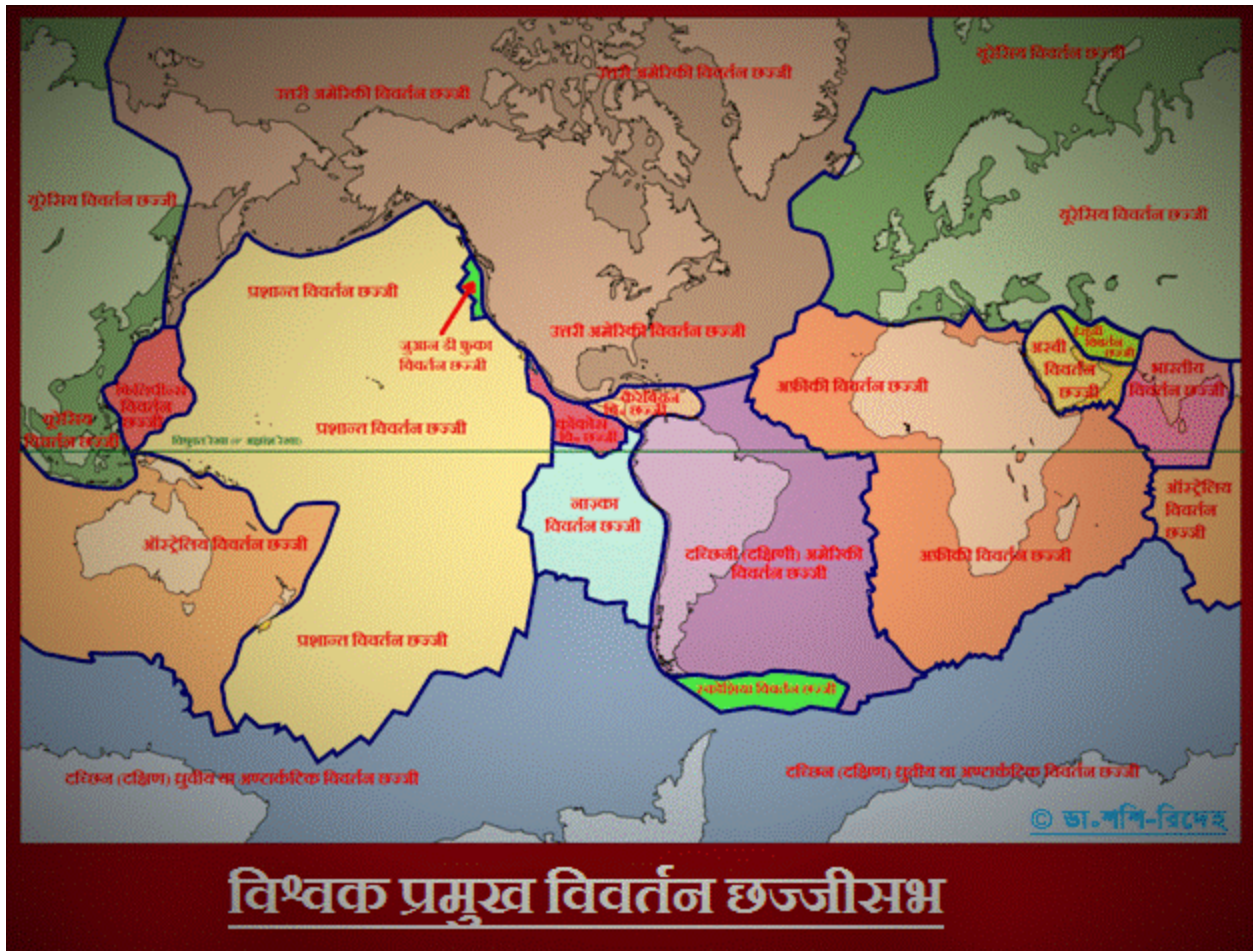 यूरेसिय विवर्तन छज्जी
उत्तरी अमेरिकी विवर्तन छज्जी
उत्तरी अमेरिकी विवर्तन छज्जी
यूरेसिय विवर्तन छज्जी
यूरेसिय विवर्तन छज्जी
प्रशान्त विवर्तन छज्जी
उत्तरी अमेरिकी विवर्तन छज्जी
जुआन डी फुका
विवर्तन छज्जी
अरबी
विवर्तन
छज्जी
विवर्तन
छज्जी
भारतीय
विवर्तन छज्जी
फिलिपीन्स
विवर्तन
छज्जी
अफ्रीकी विवर्तन छज्जी
कैरेबियन
छज्जी
कोकोस
वि॰ छज्जी
यूरेसिय
विवर्तन छज्जी
प्रशान्त विवर्तन छज्जी
नाज़्का
विवर्तन छज्जी
ऑस्ट्रेलिय
विवर्तन
छज्जी
ऑस्ट्रेलिय विवर्तन छज्जी
दच्छिनी (दक्षिणी) अमेरिकी
विवर्तन छज्जी
अफ्रीकी विवर्तन छज्जी
प्रशान्त विवर्तन छज्जी
स्कोशिया विवर्तन छज्जी
दच्छिन (दक्षिण) ध्रुवीय या अण्टार्कटिक विवर्तन छज्जी
दच्छिन (दक्षिण) ध्रुवीय या अण्टार्कटिक विवर्तन छज्जी
© ডা॰শশি-ৱিদেহ
विश्वक प्रमुख विवर्तन छज्जीसभ